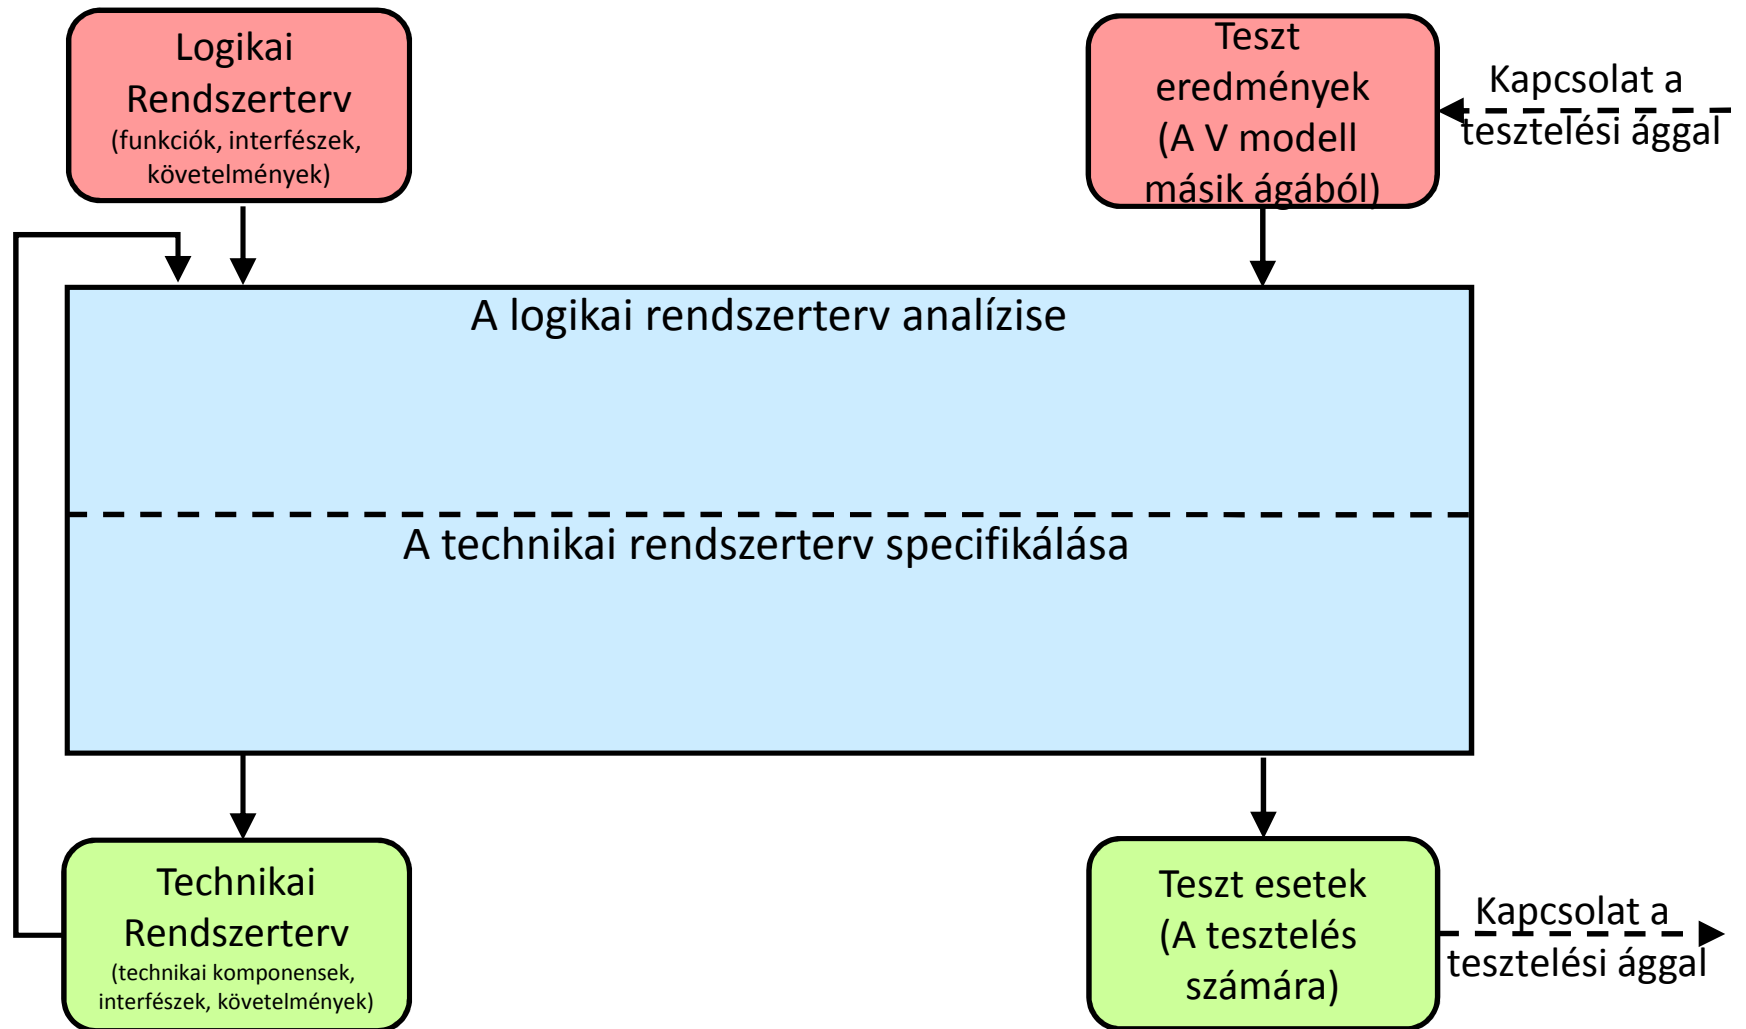 Logikai
Rendszerterv
(funkciók, interfészek,
követelmények)
Teszt
eredmények
(A V modell
másik ágából)
Kapcsolat a
tesztelési ággal
A logikai rendszerterv analízise
A technikai rendszerterv specifikálása
Technikai
Rendszerterv
(technikai komponensek,
interfészek, követelmények)
Teszt esetek
(A tesztelés
számára)
Kapcsolat a
tesztelési ággal